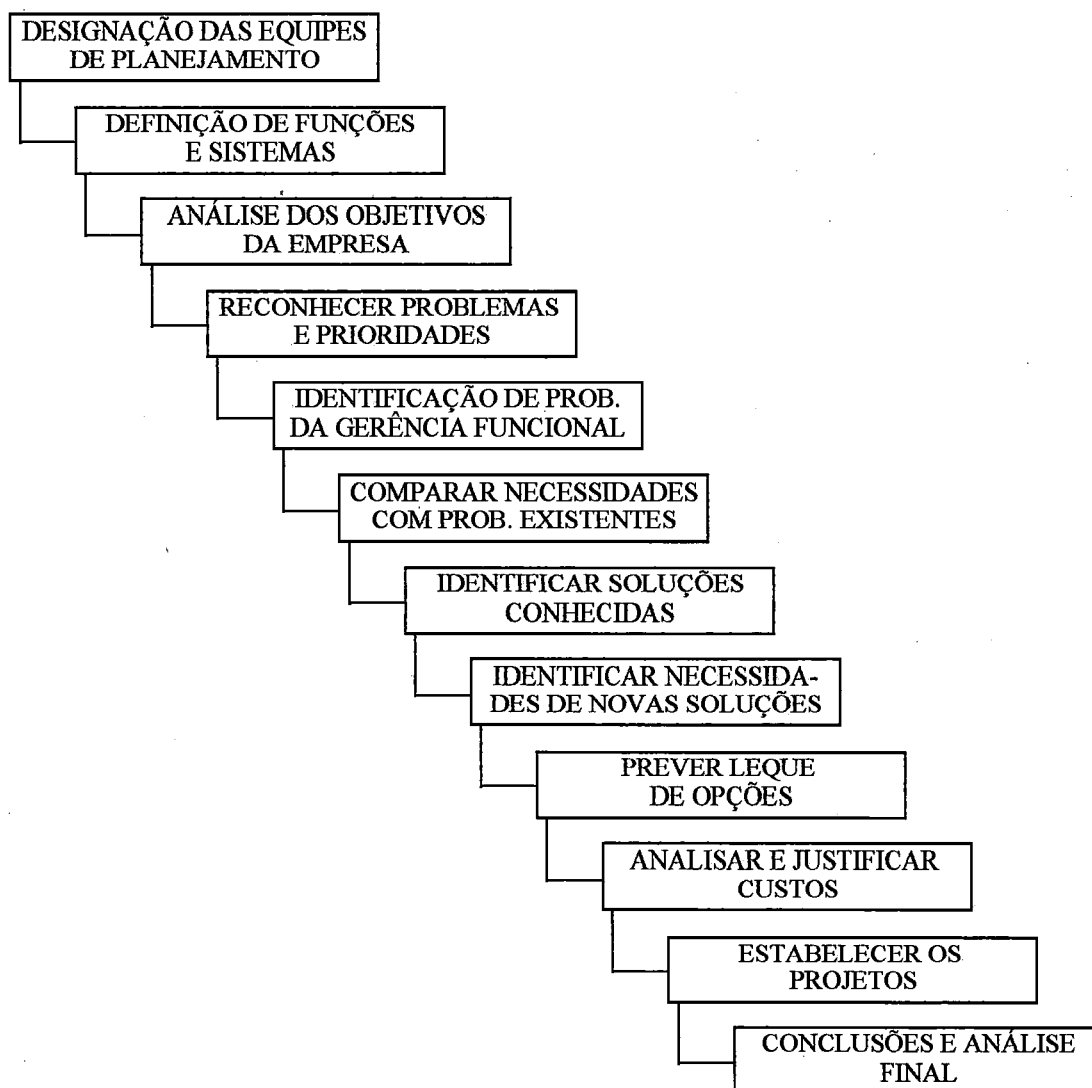 DESIGNAÇÃO DAS EQUIPES
DE PLANEJAMENTO
DEFINIÇÃO DE FUNÇÕES
E SISTEMAS
ANÁLISE DOS OBJETIVOS
DA EMPRESA
RECONHECER PROBLEMAS
E PRIORIDADES
IDENTIFICAÇÃO DE PROB.
DA GERÊNCIA FUNCIONAL
COMPARAR NECESSIDADES
COM PROB. EXISTENTES
IDENTIFICAR SOLUÇÕES
CONHECIDAS
IDENTIFICAR NECESSIDA-
DES DE NOVAS SOLUÇÕES
PREVER LEQUE
DE OPÇÕES
ANALISAR E JUSTIFICAR
CUSTOS
ESTABELECER OS
PROJETOS
CONCLUSÕES E ANÁLISE
FINAL